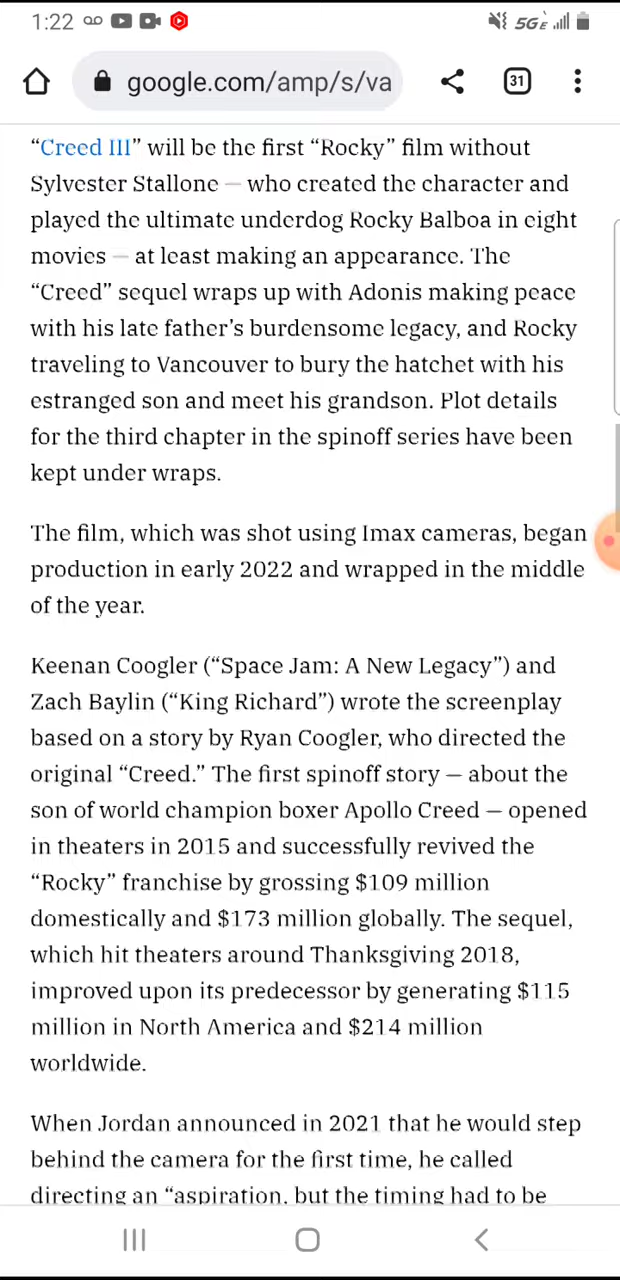 1:22
5GE
google.com/amp/s/va
31
“Creed III” will be the first “Rocky” film without
Sylvester Stallone — who created the character and
played the ultimate underdog Rocky Balboa in eight
movies — at least making an appearance. The
“Creed” sequel wraps up with Adonis making peace
with his late father’s burdensome legacy, and Rocky
traveling to Vancouver to bury the hatchet with his
estranged son and meet his grandson. Plot details
for the third chapter in the spinoff series have been
kept under wraps.
The film, which was shot using Imax cameras, began
production in early 2022 and wrapped in the middle
of the year.
Keenan Coogler (“Space Jam: A New Legacy”) and
Zach Baylin (“King Richard”) wrote the screenplay
based on a story by Ryan Coogler, who directed the
original “Creed.” The first spinoff story — about the
son of world champion boxer Apollo Creed — opened
in theaters in 2015 and successfully revived the
“Rocky” franchise by grossing $109 million
domestically and $173 million globally. The sequel,
which hit theaters around Thanksgiving 2018,
improved upon its predecessor by generating $115
million in North America and $214 million
worldwide.
When Jordan announced in 2021 that he would step
behind the camera for the first time, he called
directing an “aspiration, but the timing had to be